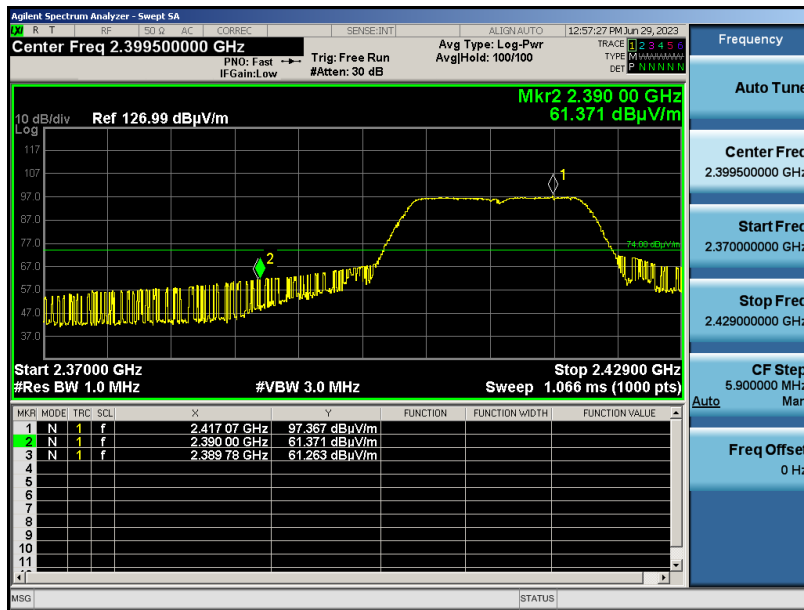 Agilent Spectrum Analyzer - Swept SA
LXI R T RF 50 Ω AC CORREC SENSE:INT ALIGN AUTO 12:57:27 PM Jun 29, 2023
Center Freq 2.399500000 GHz
PNO: Fast
IFGain:Low
Trig: Free Run
#Atten: 30 dB
Avg Type: Log-Pwr
Avg|Hold: 100/100
TRACE 1 2 3 4 5 6
TYPE M
DET P N N N N N
Mkr2 2.390 00 GHz
61.371 dBµV/m
10 dB/div Ref 126.99 dBµV/m
Log
117
107
97.0
87.0
77.0
67.0
57.0
47.0
37.0
1
2
74.00 dBµV/m
Start 2.37000 GHz Stop 2.42900 GHz
#Res BW 1.0 MHz #VBW 3.0 MHz Sweep 1.066 ms (1000 pts)
MKR MODE TRC SCL X Y FUNCTION FUNCTION WIDTH FUNCTION VALUE
1 N 1 f 2.417 07 GHz 97.367 dBµV/m
2 N 1 f 2.390 00 GHz 61.371 dBµV/m
3 N 1 f 2.389 78 GHz 61.263 dBµV/m
4
5
6
7
8
9
10
11
MSG STATUS
Frequency
Auto Tune
Center Freq
2.399500000 GHz
Start Freq
2.370000000 GHz
Stop Freq
2.429000000 GHz
CF Step
5.900000 MHz
Auto Man
Freq Offset
0 Hz